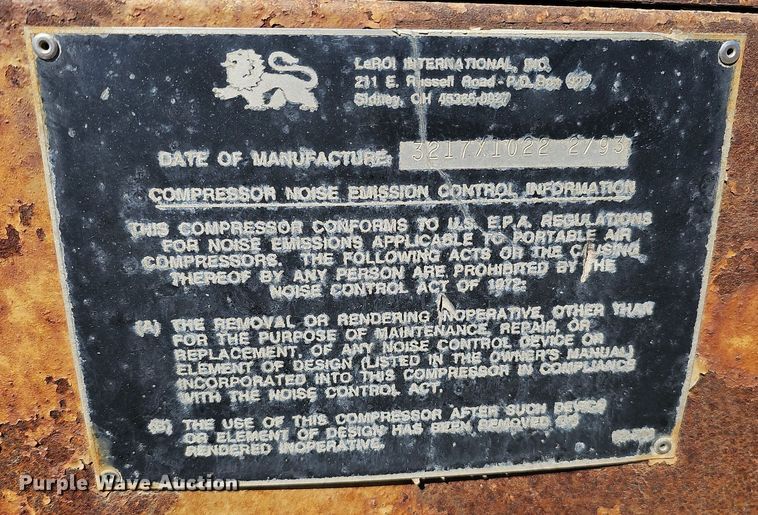 LeROI INTERNATIONAL, INC.
211 E. Russell Road - P.O. Box 927
Sidney, OH 45365-0927
DATE OF MANUFACTURE: 3217X1022 2/93
COMPRESSOR NOISE EMISSION CONTROL INFORMATION
THIS COMPRESSOR CONFORMS TO U.S. E.P.A. REGULATIONS
FOR NOISE EMISSIONS APPLICABLE TO PORTABLE AIR
COMPRESSORS. THE FOLLOWING ACTS OR THE CAUSING
THEREOF BY ANY PERSON ARE PROHIBITED BY THE
NOISE CONTROL ACT OF 1972:
(A) THE REMOVAL OR RENDERING INOPERATIVE, OTHER THAN
FOR THE PURPOSE OF MAINTENANCE, REPAIR, OR
REPLACEMENT, OF ANY NOISE CONTROL DEVICE OR
ELEMENT OF DESIGN (LISTED IN THE OWNER'S MANUAL)
INCORPORATED INTO THIS COMPRESSOR IN COMPLIANCE
WITH THE NOISE CONTROL ACT.
(B) THE USE OF THIS COMPRESSOR AFTER SUCH DEVICE
OR ELEMENT OF DESIGN HAS BEEN REMOVED OR
RENDERED INOPERATIVE.
Purple Wave Auction